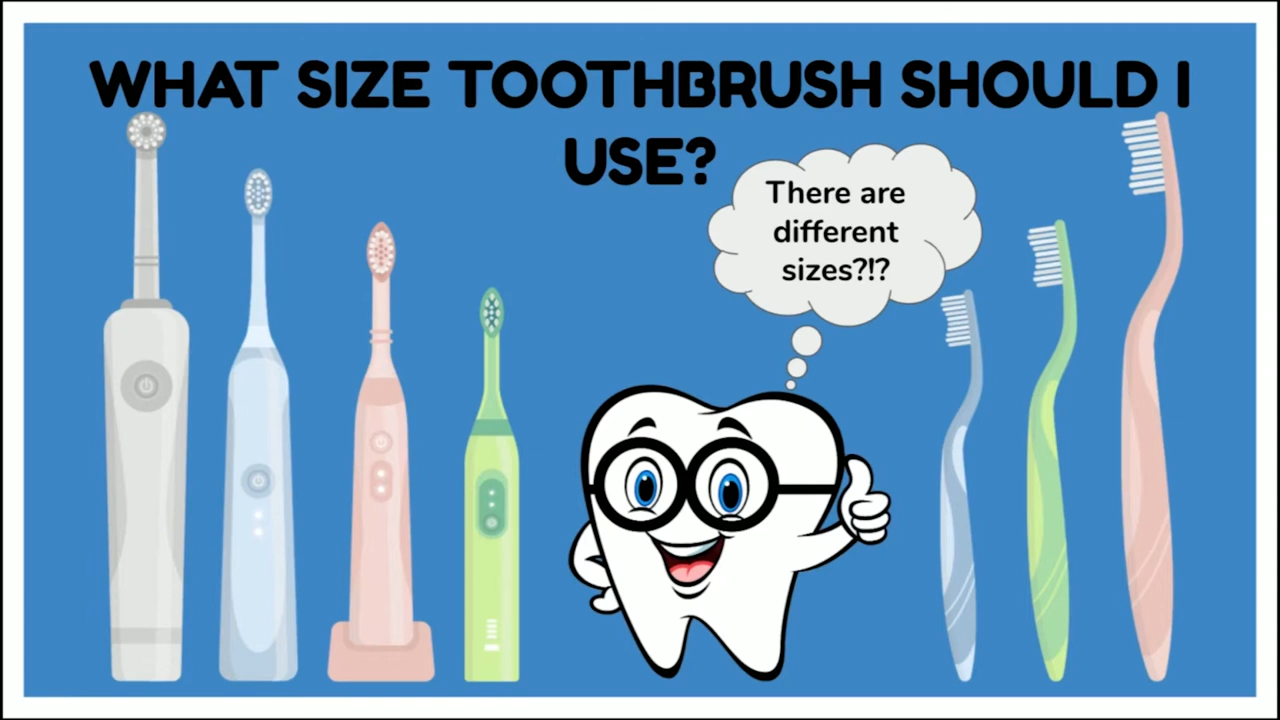 WHAT SIZE TOOTHBRUSH SHOULD I
USE?
There are
different
sizes?!?